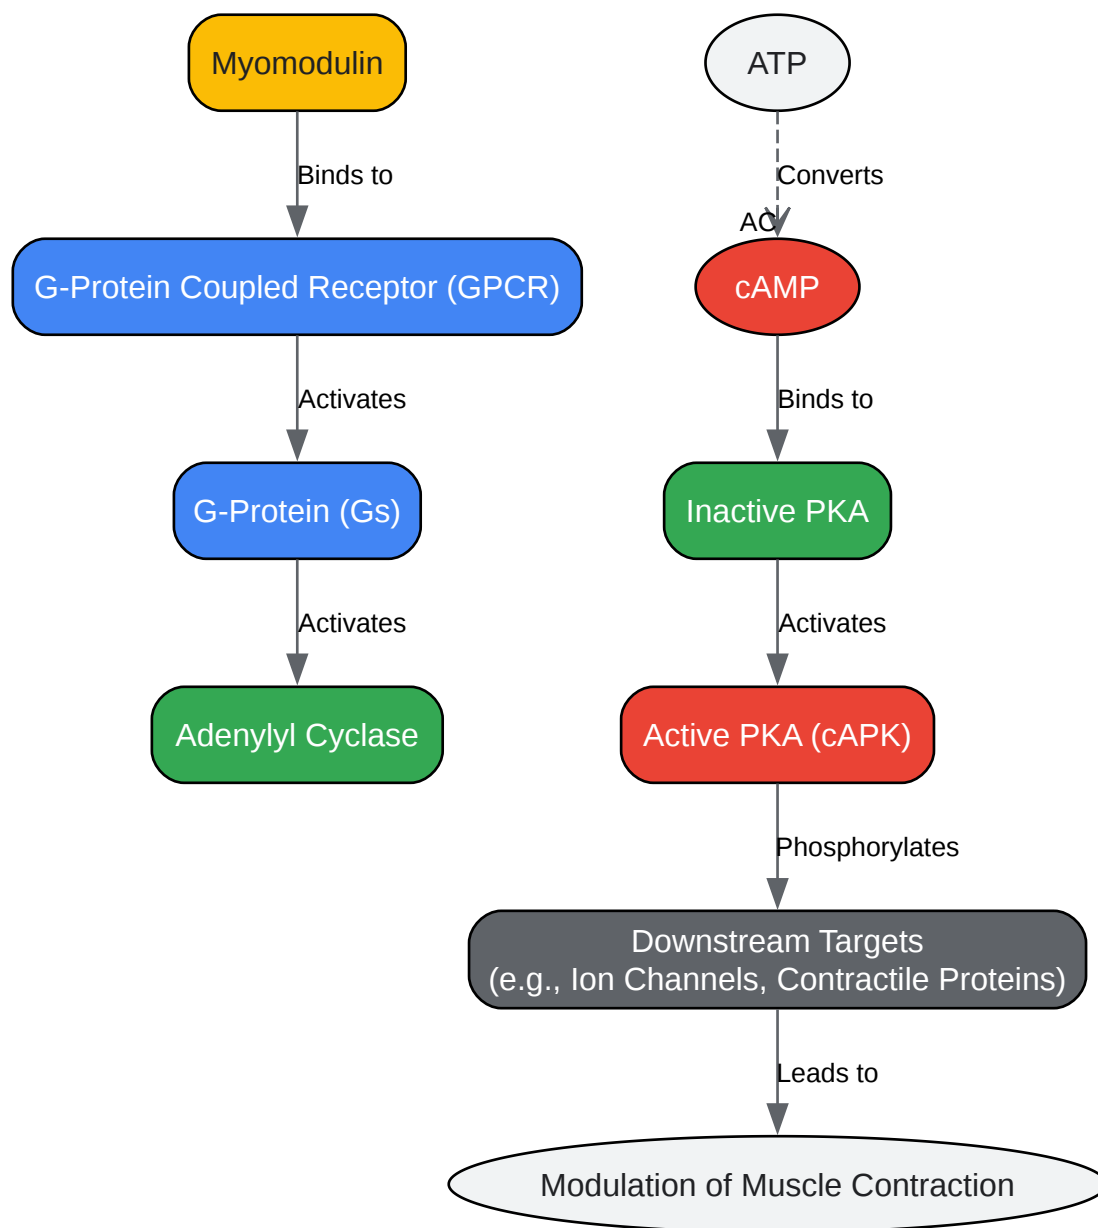 Myomodulin
ATP
Binds to
Converts
AC
G-Protein Coupled Receptor (GPCR)
cAMP
Activates
Binds to
G-Protein (Gs)
Inactive PKA
Activates
Activates
Adenylyl Cyclase
Active PKA (cAPK)
Phosphorylates
Downstream Targets
(e.g., Ion Channels, Contractile Proteins)
Leads to
Modulation of Muscle Contraction